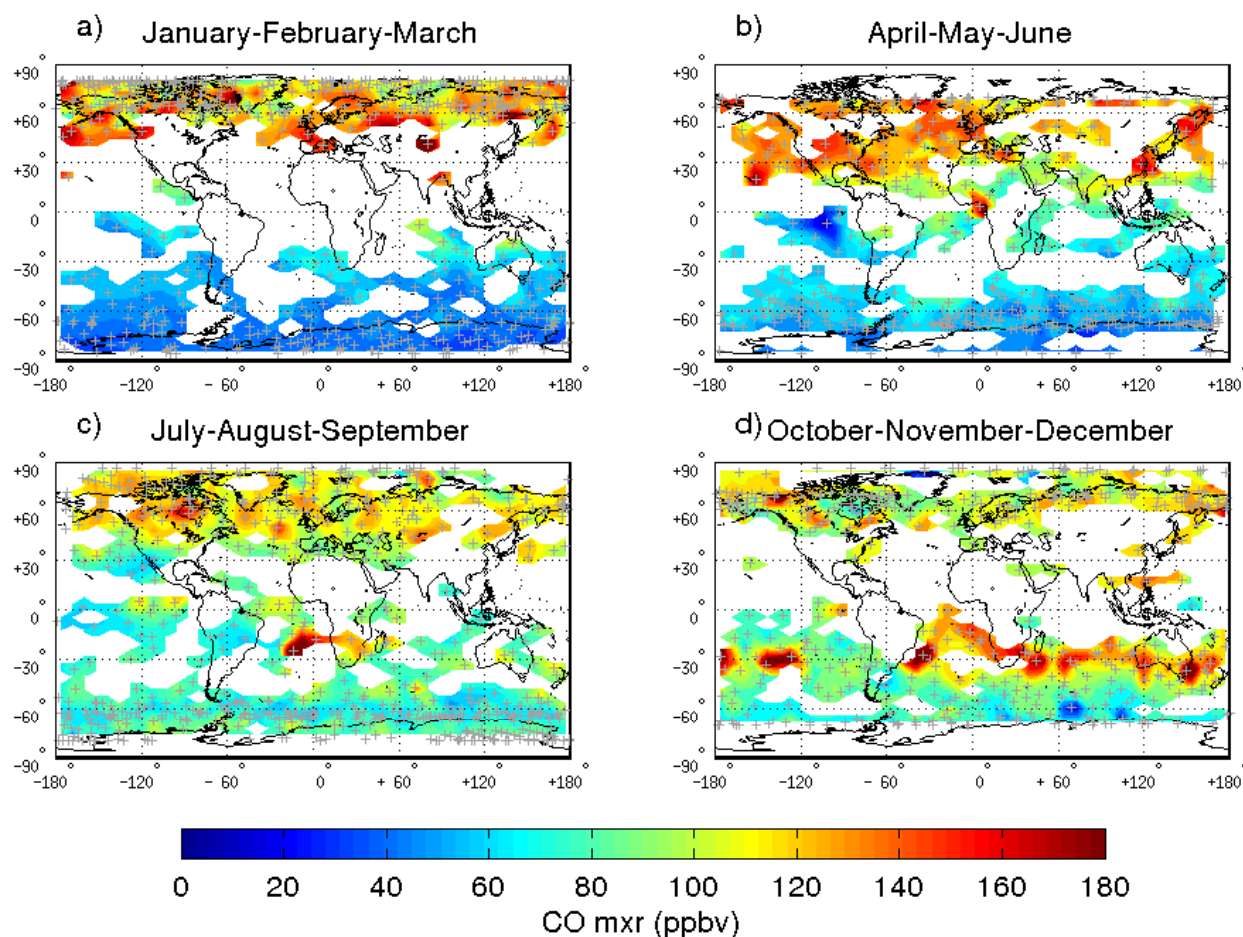 a) January-February-March
b) April-May-June
+90°
+60°
+30°
0°
−30°
−60°
−90°
−180 −120 − 60 0 + 60 +120 +180 °
+90°
+60°
+30°
0°
−30°
−60°
−90°
−180 −120 − 60 0 + 60 +120 +180 °
c) July-August-September
d) October-November-December
+90°
+60°
+30°
0°
−30°
−60°
−90°
−180 −120 − 60 0 + 60 +120 +180 °
+90°
+60°
+30°
0°
−30°
−60°
−90°
−180 −120 − 60 0 + 60 +120 +180 °
0 20 40 60 80 100 120 140 160 180
CO mxr (ppbv)